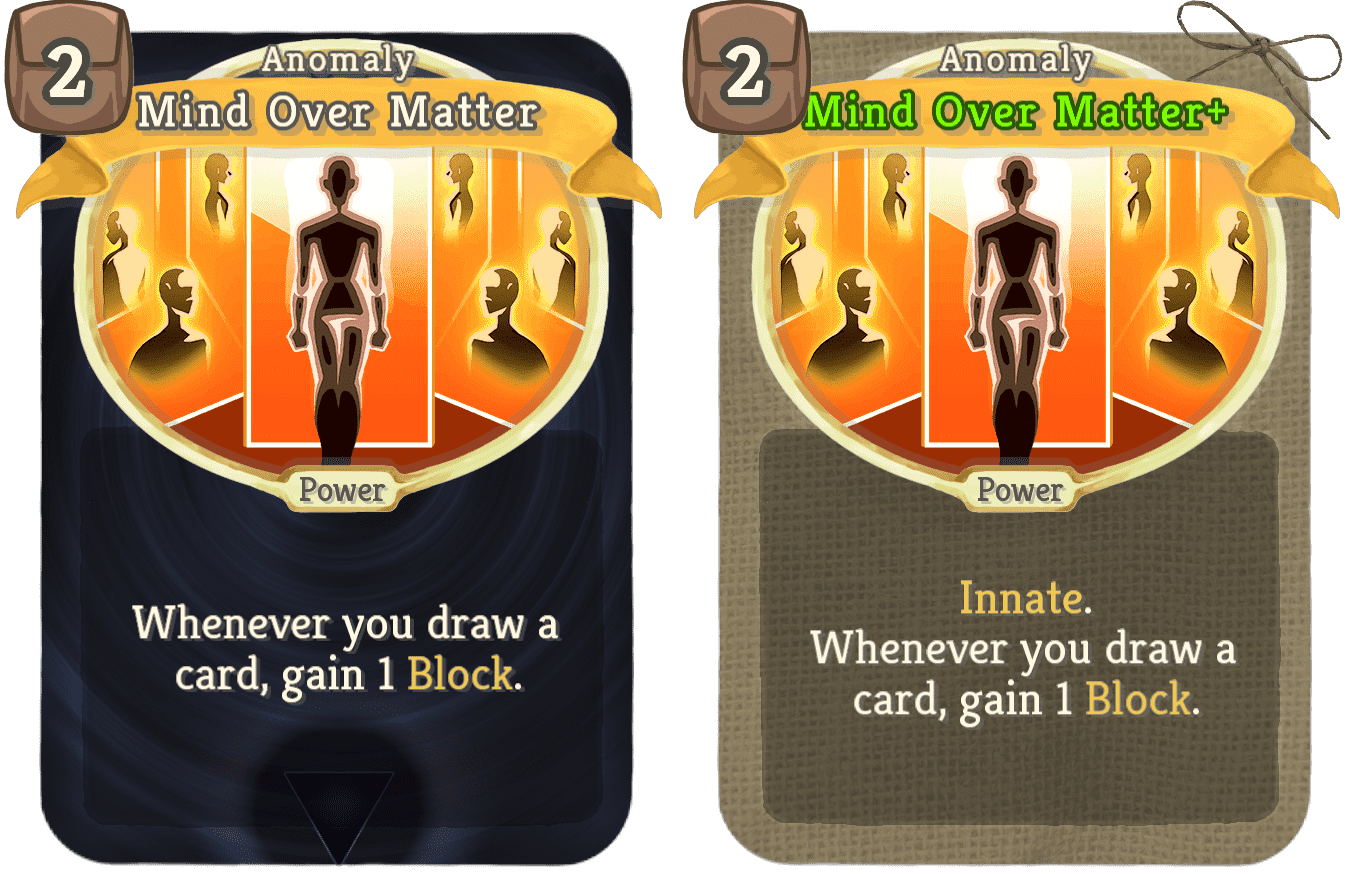 2
Anomaly
Mind Over Matter
Power
Whenever you draw a
card, gain 1 Block.
2
Anomaly
Mind Over Matter+
Power
Innate.
Whenever you draw a
card, gain 1 Block.